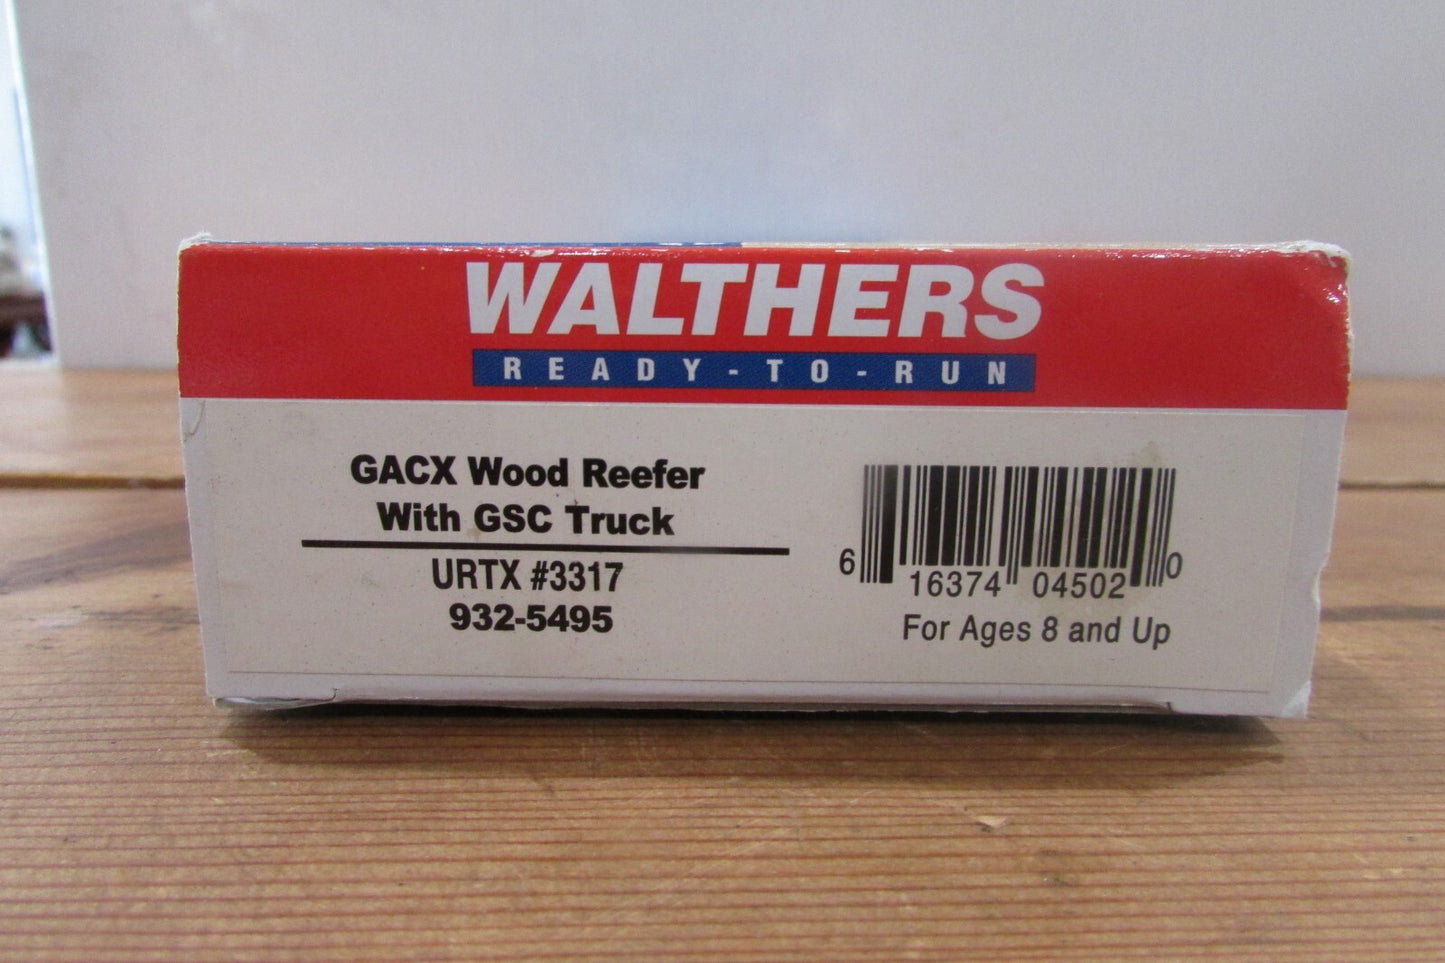 WALTHERS
READY-TO-RUN
GACX Wood Reefer
With GSC Truck
URTX #3317
932-5495
6 16374 04502 0
For Ages 8 and Up